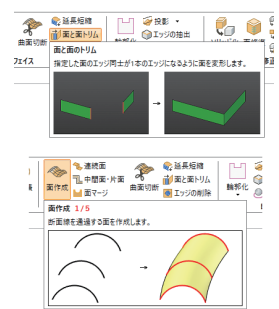 延長短縮
投影
曲面切断
面と面トリム
エッジの抽出
面と面のトリム
指定した面のエッジ同士が1本のエッジになるように面を変形します。
連続面
延長短縮
面作成
中間面・片面
曲面切断
面と面トリム
輪郭化
面マージ
エッジの削除
面作成 1/5
断面線を通過する面を作成します。